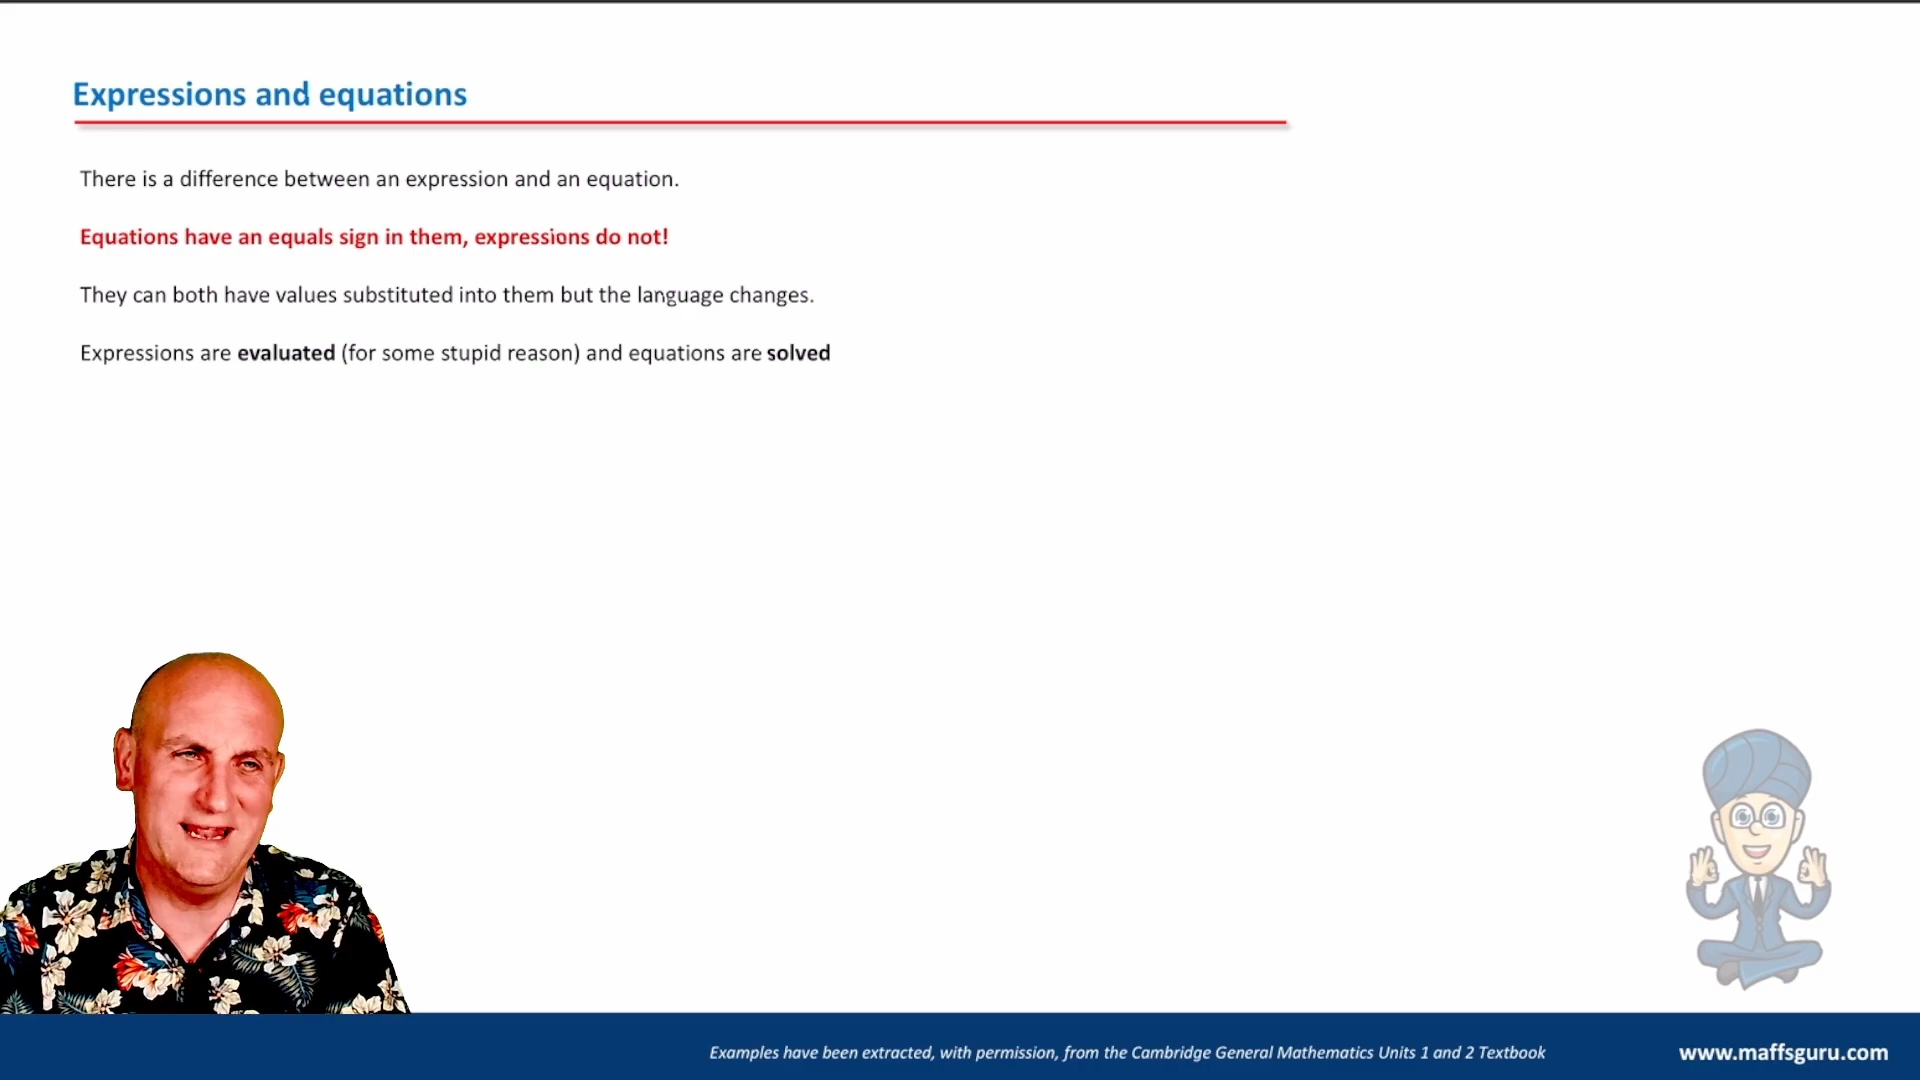 Expressions and equations
There is a difference between an expression and an equation.
Equations have an equals sign in them, expressions do not!
They can both have values substituted into them but the language changes.
Expressions are evaluated (for some stupid reason) and equations are solved
Examples have been extracted, with permission, from the Cambridge General Mathematics Units 1 and 2 Textbook
www.maffsguru.com